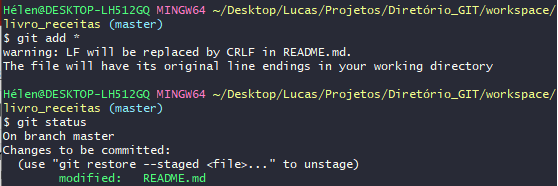 Hélen@DESKTOP-LH512GQ MINGW64 ~/Desktop/Lucas/Projetos/Diretório_GIT/workspace/
livro_receitas (master)
$ git add *
warning: LF will be replaced by CRLF in README.md.
The file will have its original line endings in your working directory
Hélen@DESKTOP-LH512GQ MINGW64 ~/Desktop/Lucas/Projetos/Diretório_GIT/workspace/
livro_receitas (master)
$ git status
On branch master
Changes to be committed:
  (use "git restore --staged <file>..." to unstage)
        modified:   README.md